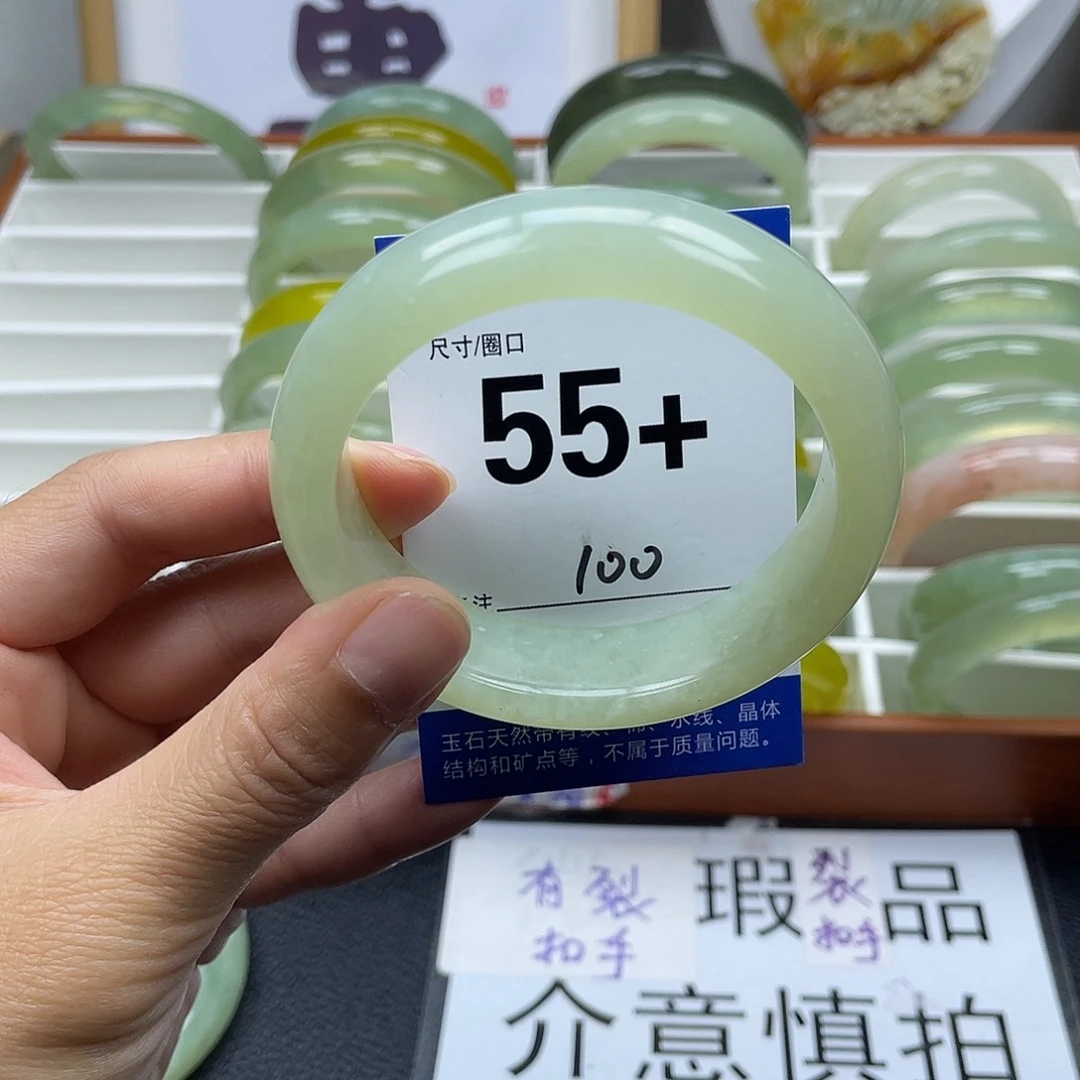 尺寸/圈口
55+
100
注
玉石天然带有纹、棉、水线、晶体
结构和矿点等，不属于质量问题。
有裂 瑕裂品
扣手 扣手
介意慎拍